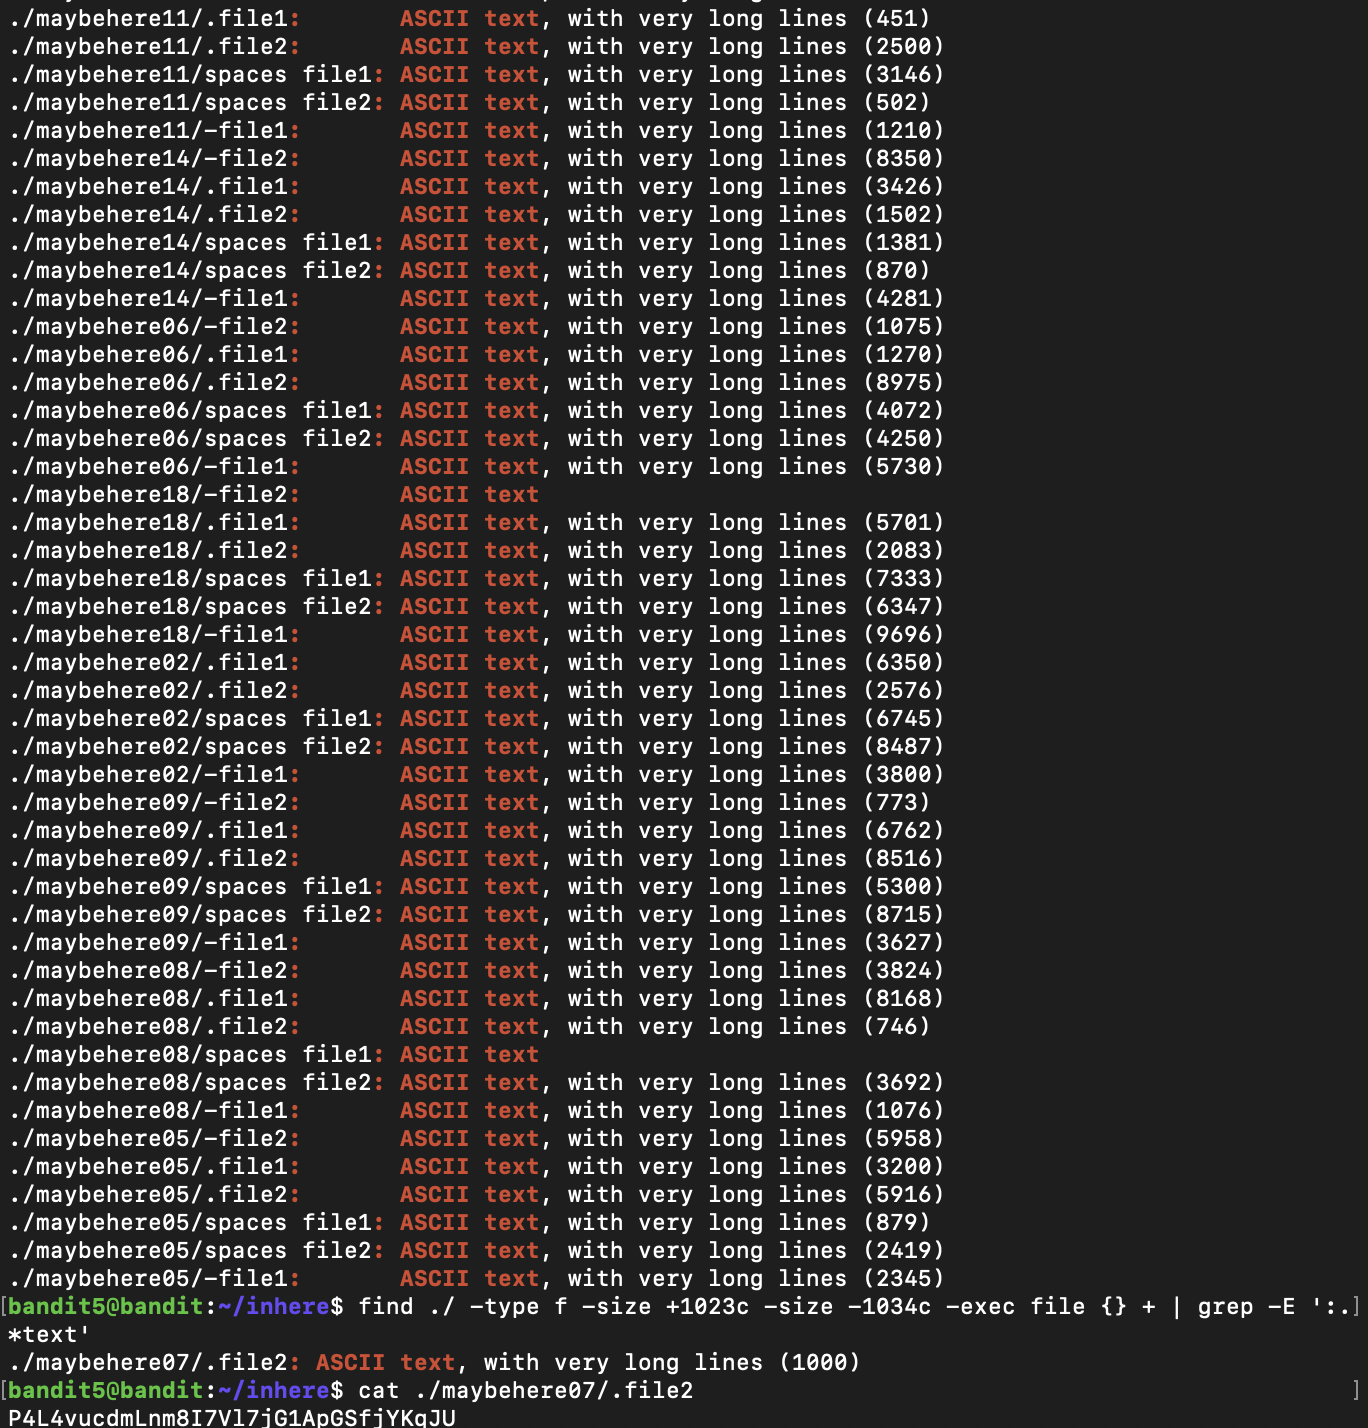 ./maybehere11/.file1:       ASCII text, with very long lines (451)
./maybehere11/.file2:       ASCII text, with very long lines (2500)
./maybehere11/spaces file1: ASCII text, with very long lines (3146)
./maybehere11/spaces file2: ASCII text, with very long lines (502)
./maybehere11/-file1:       ASCII text, with very long lines (1210)
./maybehere14/-file2:       ASCII text, with very long lines (8350)
./maybehere14/.file1:       ASCII text, with very long lines (3426)
./maybehere14/.file2:       ASCII text, with very long lines (1502)
./maybehere14/spaces file1: ASCII text, with very long lines (1381)
./maybehere14/spaces file2: ASCII text, with very long lines (870)
./maybehere14/-file1:       ASCII text, with very long lines (4281)
./maybehere06/-file2:       ASCII text, with very long lines (1075)
./maybehere06/.file1:       ASCII text, with very long lines (1270)
./maybehere06/.file2:       ASCII text, with very long lines (8975)
./maybehere06/spaces file1: ASCII text, with very long lines (4072)
./maybehere06/spaces file2: ASCII text, with very long lines (4250)
./maybehere06/-file1:       ASCII text, with very long lines (5730)
./maybehere18/-file2:       ASCII text
./maybehere18/.file1:       ASCII text, with very long lines (5701)
./maybehere18/.file2:       ASCII text, with very long lines (2083)
./maybehere18/spaces file1: ASCII text, with very long lines (7333)
./maybehere18/spaces file2: ASCII text, with very long lines (6347)
./maybehere18/-file1:       ASCII text, with very long lines (9696)
./maybehere02/.file1:       ASCII text, with very long lines (6350)
./maybehere02/.file2:       ASCII text, with very long lines (2576)
./maybehere02/spaces file1: ASCII text, with very long lines (6745)
./maybehere02/spaces file2: ASCII text, with very long lines (8487)
./maybehere02/-file1:       ASCII text, with very long lines (3800)
./maybehere09/-file2:       ASCII text, with very long lines (773)
./maybehere09/.file1:       ASCII text, with very long lines (6762)
./maybehere09/.file2:       ASCII text, with very long lines (8516)
./maybehere09/spaces file1: ASCII text, with very long lines (5300)
./maybehere09/spaces file2: ASCII text, with very long lines (8715)
./maybehere09/-file1:       ASCII text, with very long lines (3627)
./maybehere08/-file2:       ASCII text, with very long lines (3824)
./maybehere08/.file1:       ASCII text, with very long lines (8168)
./maybehere08/.file2:       ASCII text, with very long lines (746)
./maybehere08/spaces file1: ASCII text
./maybehere08/spaces file2: ASCII text, with very long lines (3692)
./maybehere08/-file1:       ASCII text, with very long lines (1076)
./maybehere05/-file2:       ASCII text, with very long lines (5958)
./maybehere05/.file1:       ASCII text, with very long lines (3200)
./maybehere05/.file2:       ASCII text, with very long lines (5916)
./maybehere05/spaces file1: ASCII text, with very long lines (879)
./maybehere05/spaces file2: ASCII text, with very long lines (2419)
./maybehere05/-file1:       ASCII text, with very long lines (2345)
[bandit5@bandit:~/inhere$ find ./ -type f -size +1023c -size -1034c -exec file {} + | grep -E ':.]
*text'
./maybehere07/.file2: ASCII text, with very long lines (1000)
[bandit5@bandit:~/inhere$ cat ./maybehere07/.file2 ]
P4L4vucdmLnm8I7Vl7jG1ApGSfjYKqJU